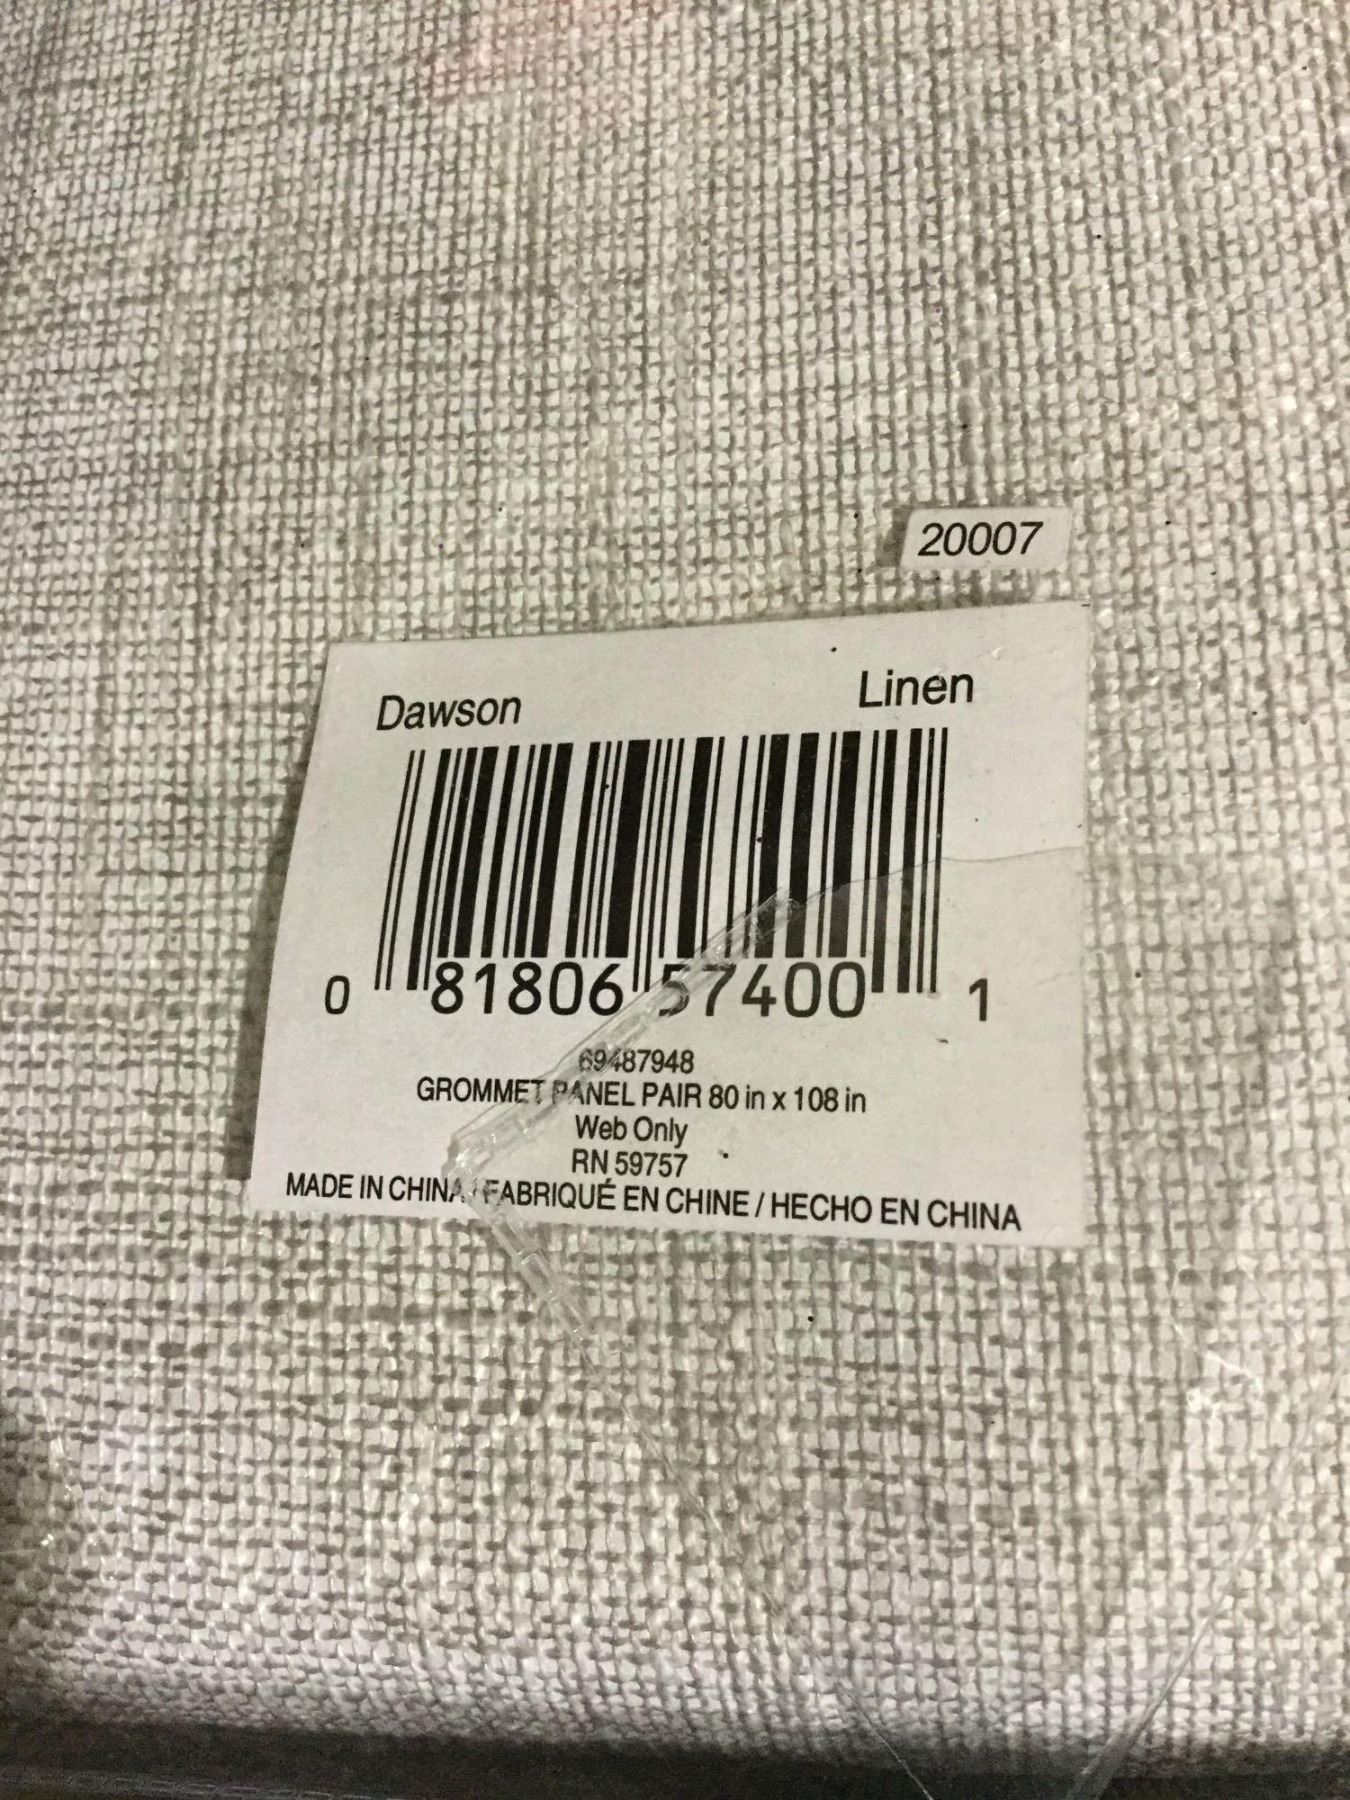 20007
Dawson Linen
0 81806 57400 1
69487948
GROMMET PANEL PAIR 80 in x 108 in
Web Only
RN 59757
MADE IN CHINA / FABRIQUÉ EN CHINE / HECHO EN CHINA